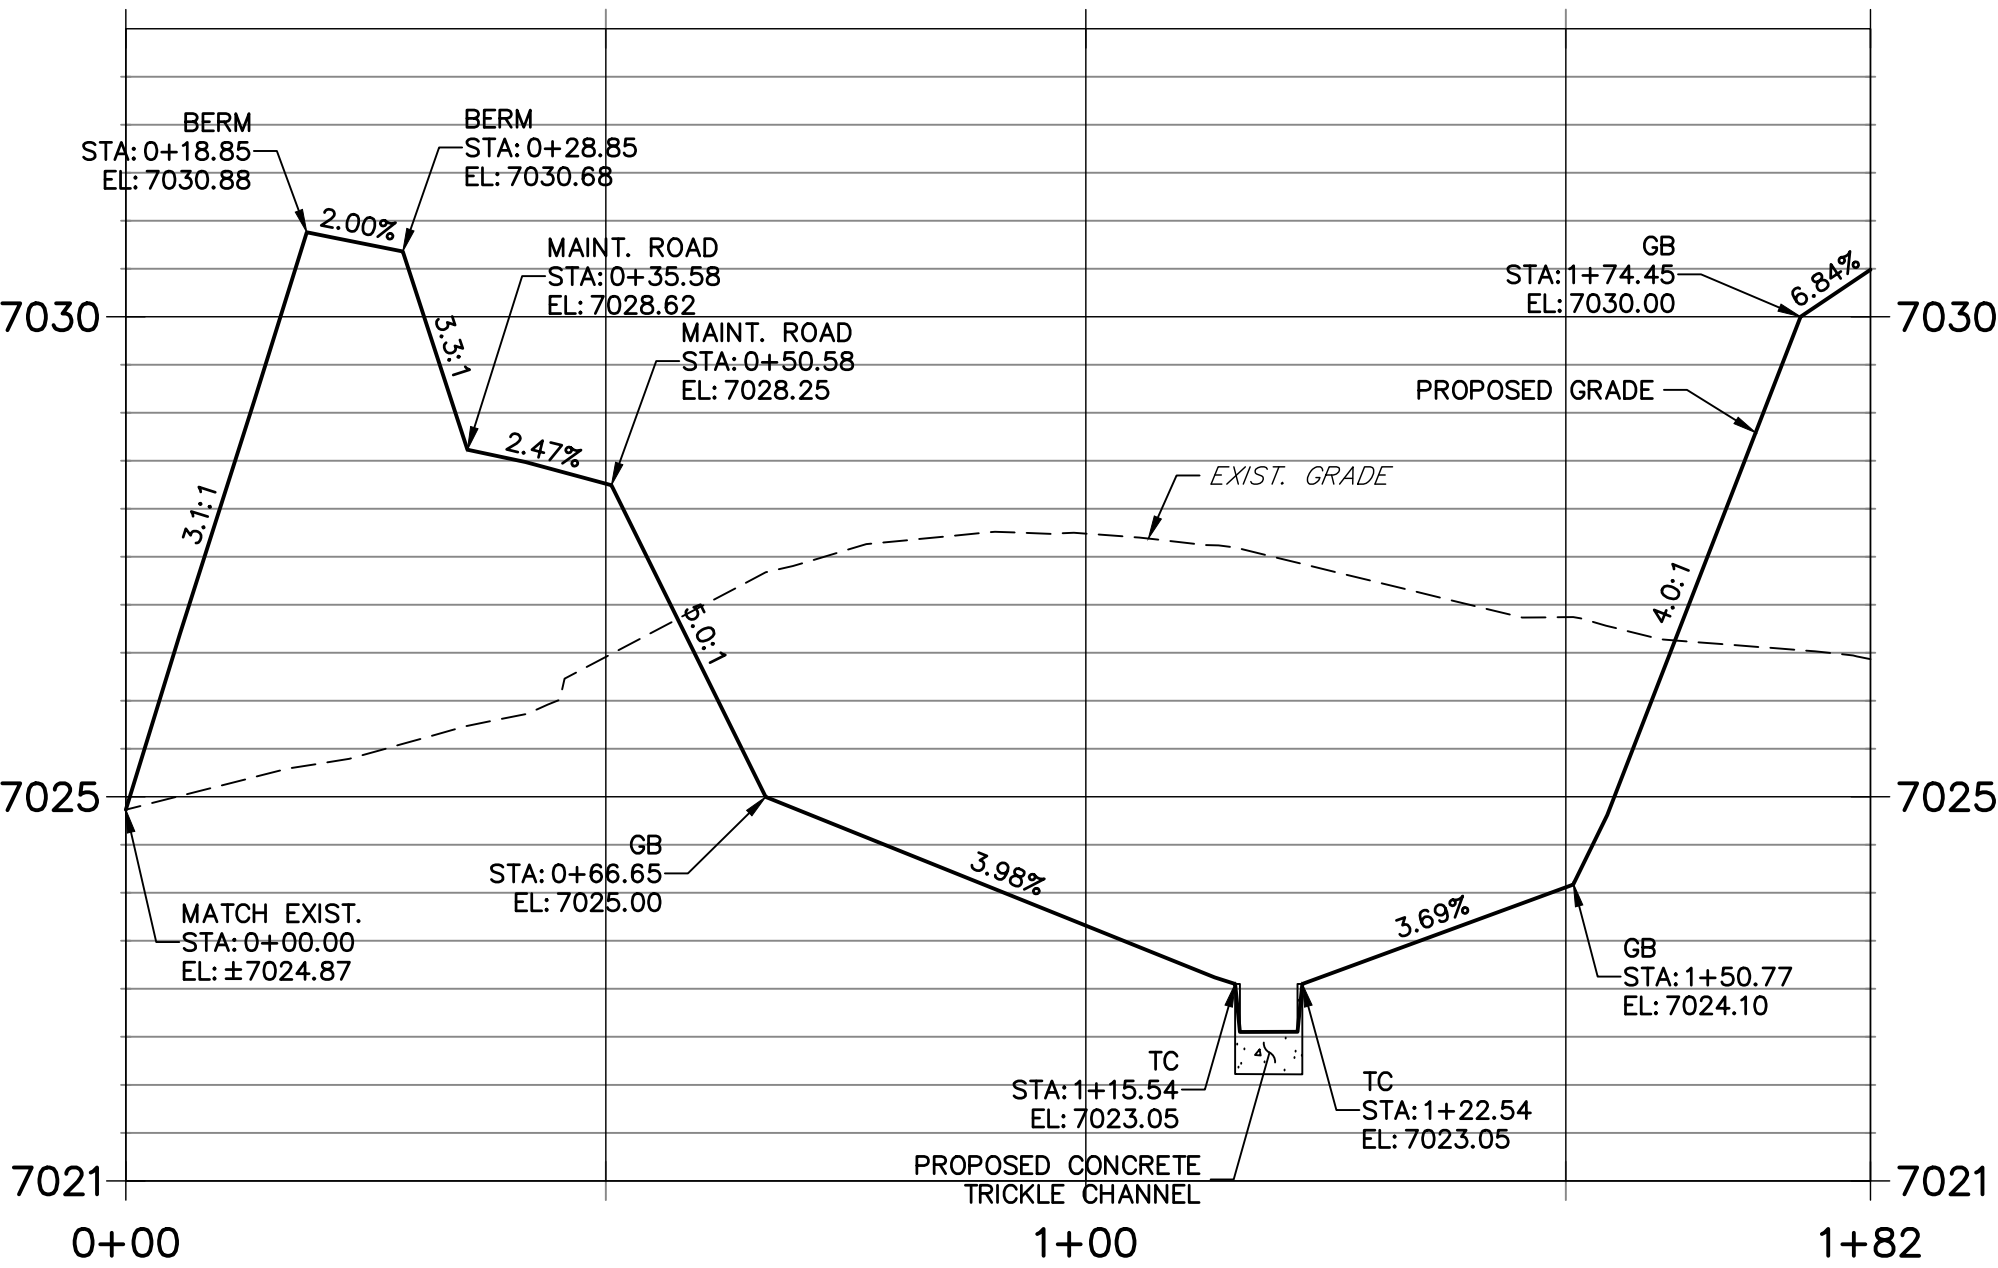 BERM
STA: 0+18.85
EL: 7030.88
BERM
STA: 0+28.85
EL: 7030.68
2.00%
MAINT. ROAD
STA: 0+35.58
EL: 7028.62
GB
STA: 1+74.45
EL: 7030.00
6.84%
7030
7030
3.3:1
MAINT. ROAD
STA: 0+50.58
EL: 7028.25
PROPOSED GRADE
2.47%
EXIST. GRADE
3.1:1
5.0:1
4.0:1
7025
7025
GB
STA: 0+66.65
EL: 7025.00
3.98%
3.69%
MATCH EXIST.
STA: 0+00.00
EL: ±7024.87
GB
STA: 1+50.77
EL: 7024.10
TC
STA: 1+15.54
EL: 7023.05
TC
STA: 1+22.54
EL: 7023.05
PROPOSED CONCRETE
TRICKLE CHANNEL
7021
7021
0+00
1+00
1+82